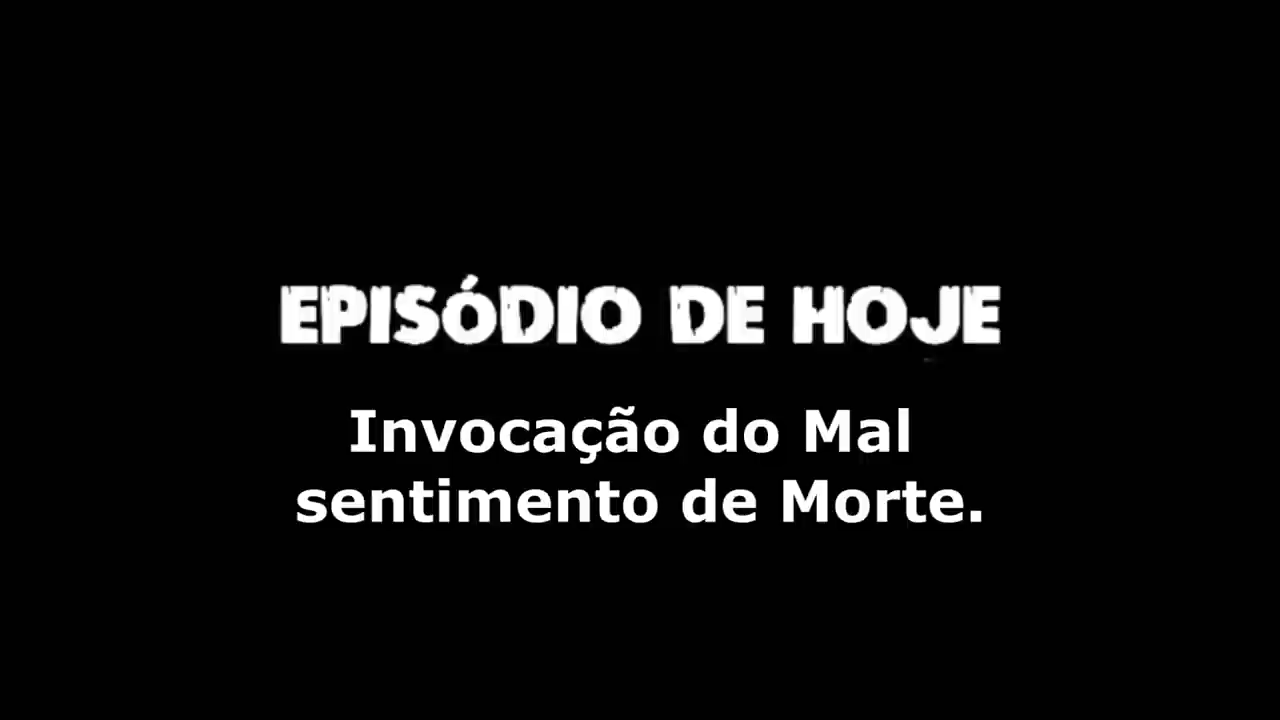 EPISÓDIO DE HOJE
Invocação do Mal
sentimento de Morte.